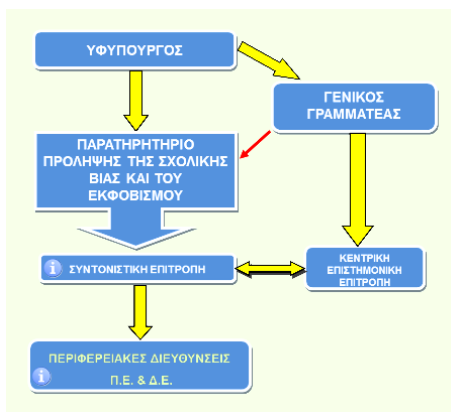 ΥΦΥΠΟΥΡΓΟΣ
ΓΕΝΙΚΟΣ
ΓΡΑΜΜΑΤΕΑΣ
ΠΑΡΑΤΗΡΗΤΗΡΙΟ
ΠΡΟΛΗΨΗΣ ΤΗΣ ΣΧΟΛΙΚΗΣ
ΒΙΑΣ ΚΑΙ ΤΟΥ
ΕΚΦΟΒΙΣΜΟΥ
ΣΥΝΤΟΝΙΣΤΙΚΗ ΕΠΙΤΡΟΠΗ
ΚΕΝΤΡΙΚΗ
ΕΠΙΣΤΗΜΟΝΙΚΗ
ΕΠΙΤΡΟΠΗ
ΠΕΡΙΦΕΡΕΙΑΚΕΣ ΔΙΕΥΘΥΝΣΕΙΣ
Π.Ε. & Δ.Ε.